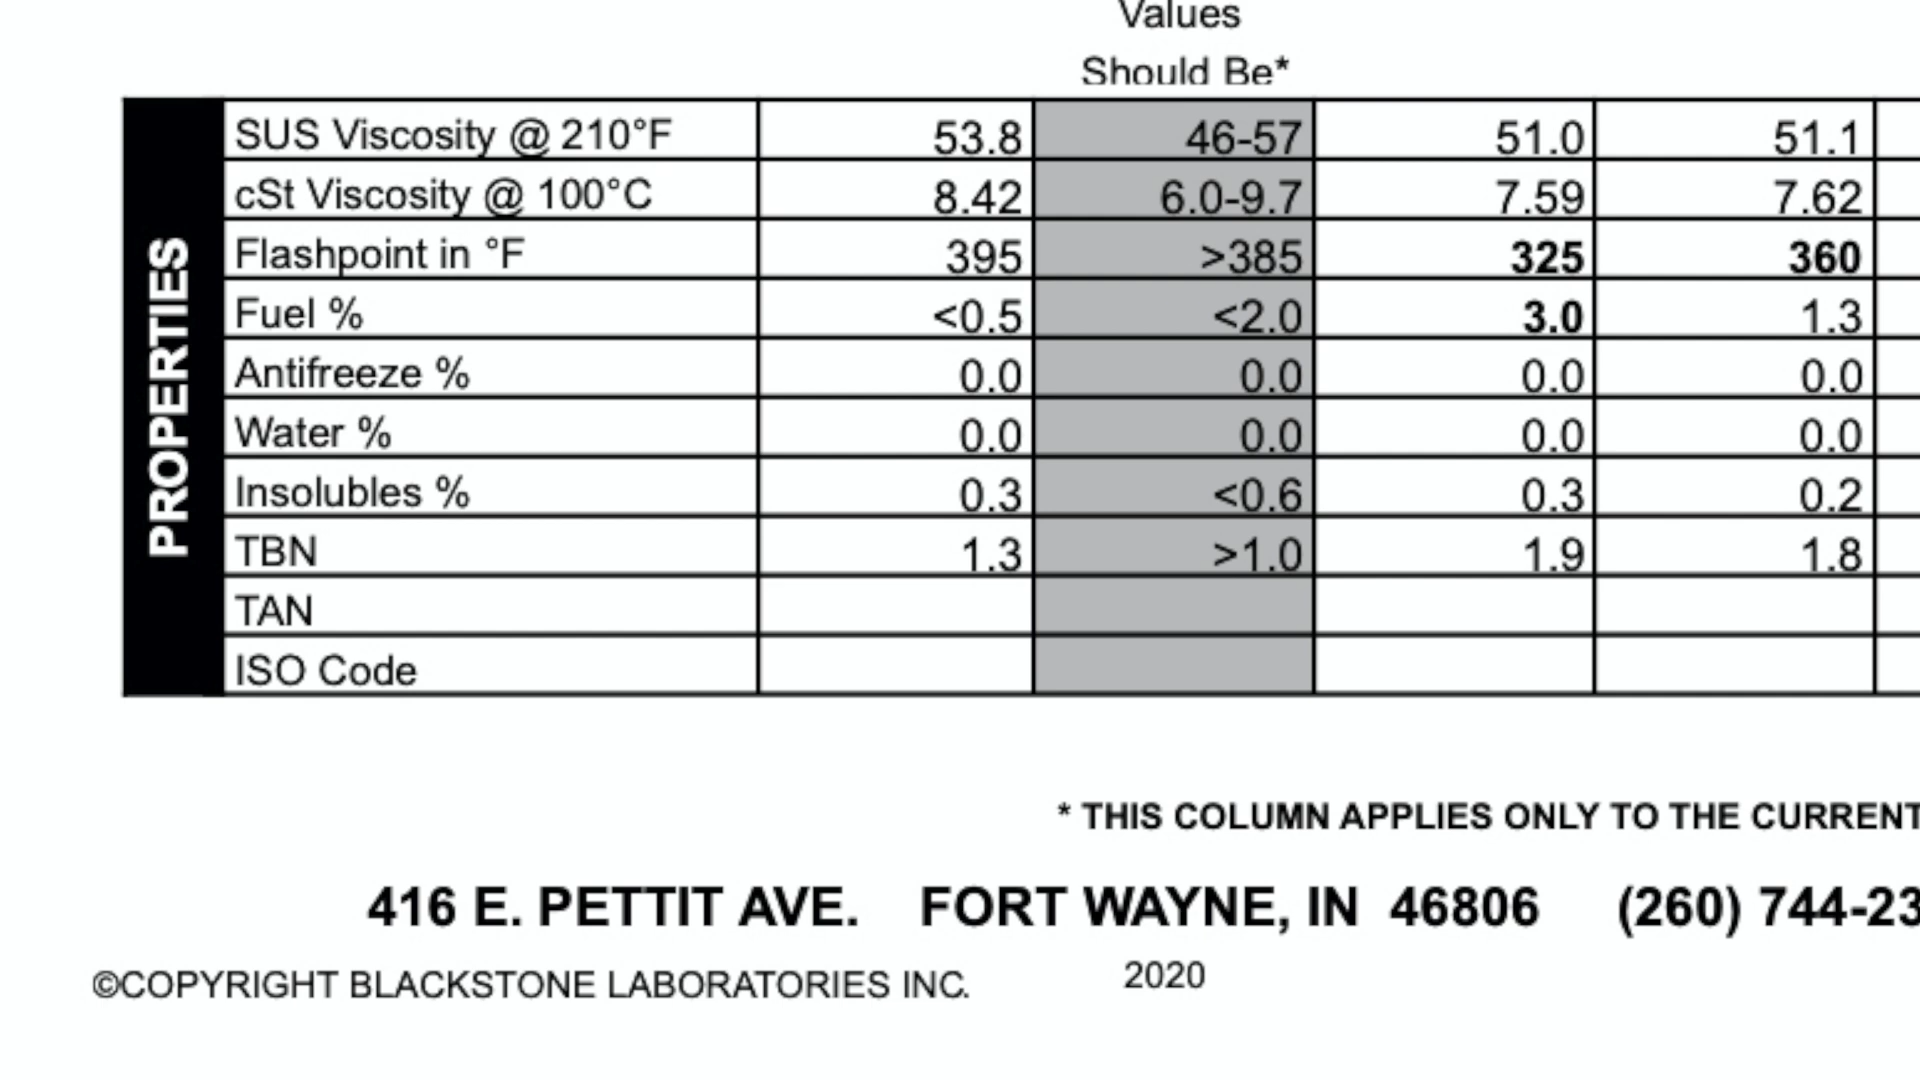 Values
Should Be*
PROPERTIES
SUS Viscosity @ 210°F 53.8 46-57 51.0 51.1
cSt Viscosity @ 100°C 8.42 6.0-9.7 7.59 7.62
Flashpoint in °F 395 >385 325 360
Fuel % <0.5 <2.0 3.0 1.3
Antifreeze % 0.0 0.0 0.0 0.0
Water % 0.0 0.0 0.0 0.0
Insolubles % 0.3 <0.6 0.3 0.2
TBN 1.3 >1.0 1.9 1.8
TAN
ISO Code
* THIS COLUMN APPLIES ONLY TO THE CURRENT
416 E. PETTIT AVE. FORT WAYNE, IN 46806 (260) 744-23
©COPYRIGHT BLACKSTONE LABORATORIES INC. 2020